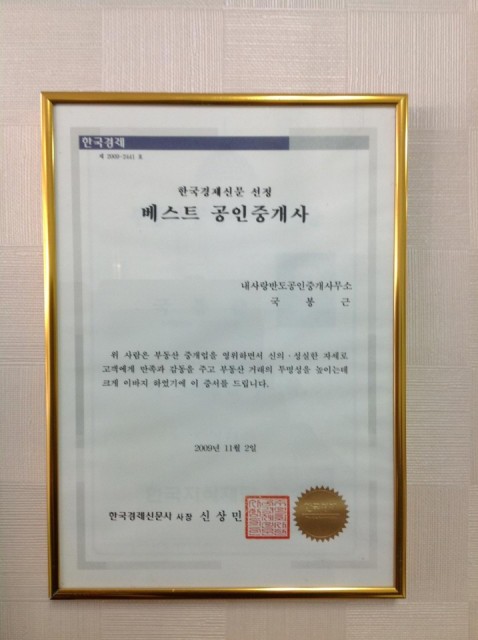 한국경제
제 2009-2441 호
한국경제신문 선정
베스트 공인중개사
내사랑반도공인중개사무소
국 봉 근
위 사람은 부동산 중개업을 영위하면서 신의·성실한 자세로
고객에게 만족과 감동을 주고 부동산 거래의 투명성을 높이는데
크게 이바지 하였기에 이 증서를 드립니다.
2009년 11월 2일
한국경제신문사 사장 신상민